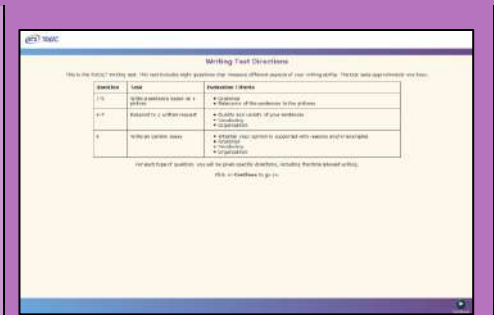 ETS TOEIC
Writing Test Directions
This is the TOEIC Writing test. This test includes eight questions that measure different aspects of your writing ability. The test lasts approximately one hour.
Question Task Evaluation Criteria
1-5 Write a sentence based on a picture
• Grammar
• Relevance of the sentences to the pictures
6-7 Respond to a written request
• Quality and variety of your sentences
• Vocabulary
• Organization
8 Write an opinion essay
• Whether your opinion is supported with reasons and/or examples
• Grammar
• Vocabulary
• Organization
For each type of question, you will be given specific directions, including the time allowed writing.
Click on Continue to go on.